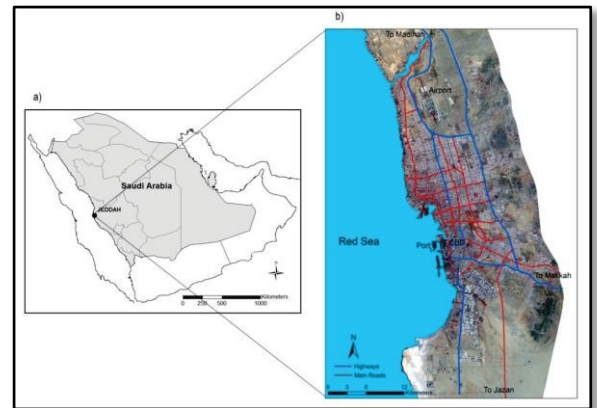 a)
Saudi Arabia
JEDDAH
N
0 250 500 1000
Kilometers
b)
To Madinah
Airport
Red Sea
Port
CBD
To Makkah
N
Highways
Main Roads
Kilometers
To Jazan